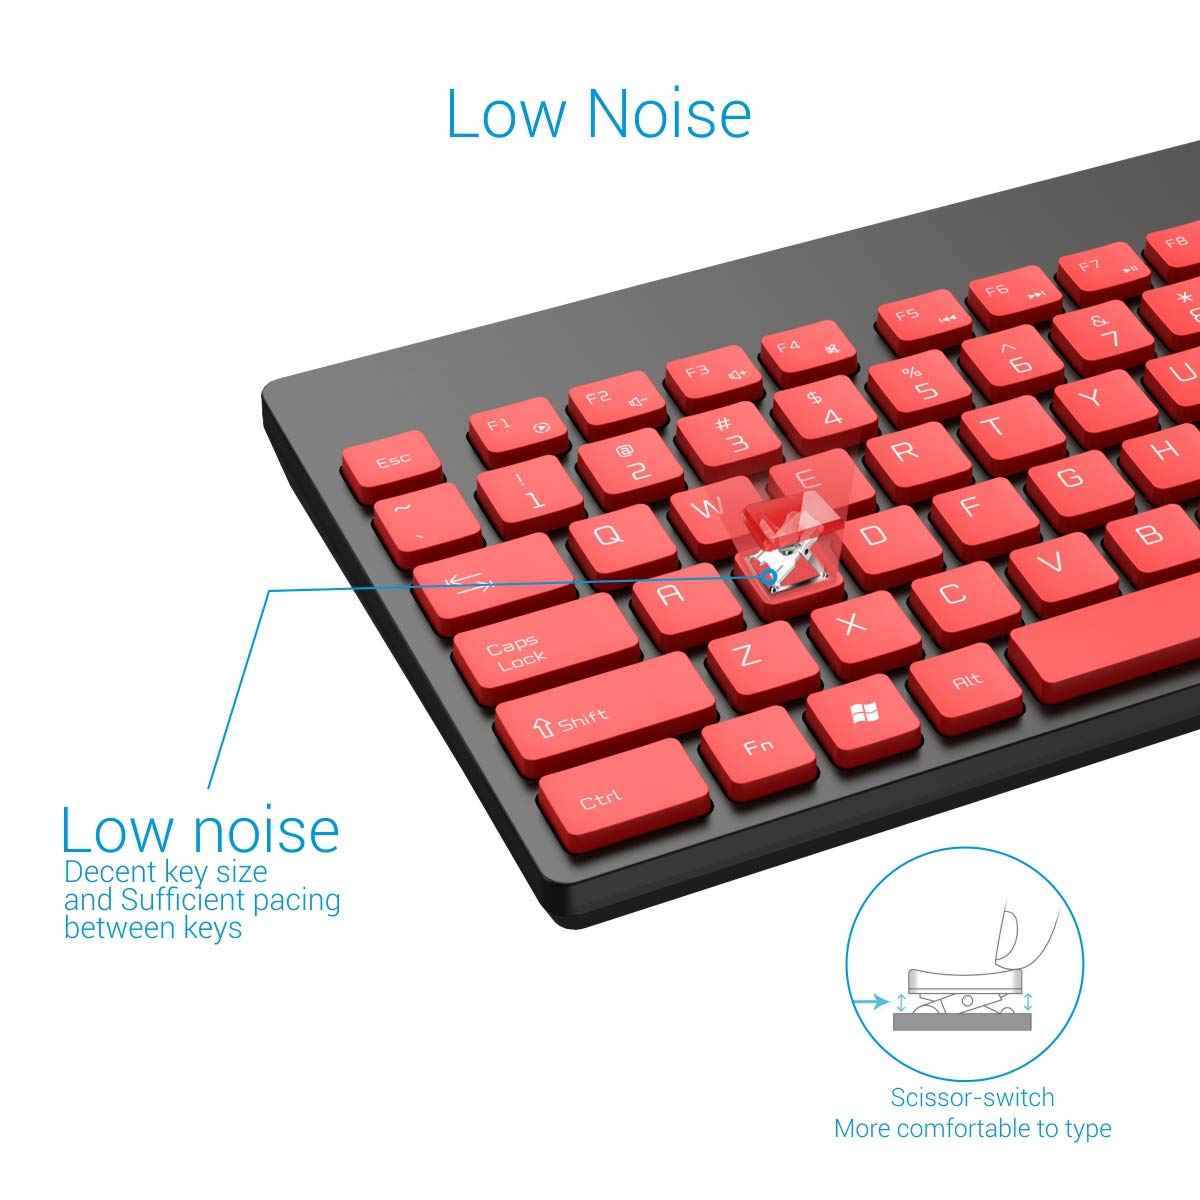 Low Noise
F8
F7
F6
F5
F4
F3
F2
F1
Esc
*
8
&
7
^
6
%
5
$
4
#
3
@
2
!
1
~
`
U
Y
T
R
E
W
Q
H
G
F
D
A
Caps
Lock
B
V
C
X
Z
Shift
Alt
Fn
Ctrl
Low noise
Decent key size
and Sufficient pacing
between keys
Scissor-switch
More comfortable to type